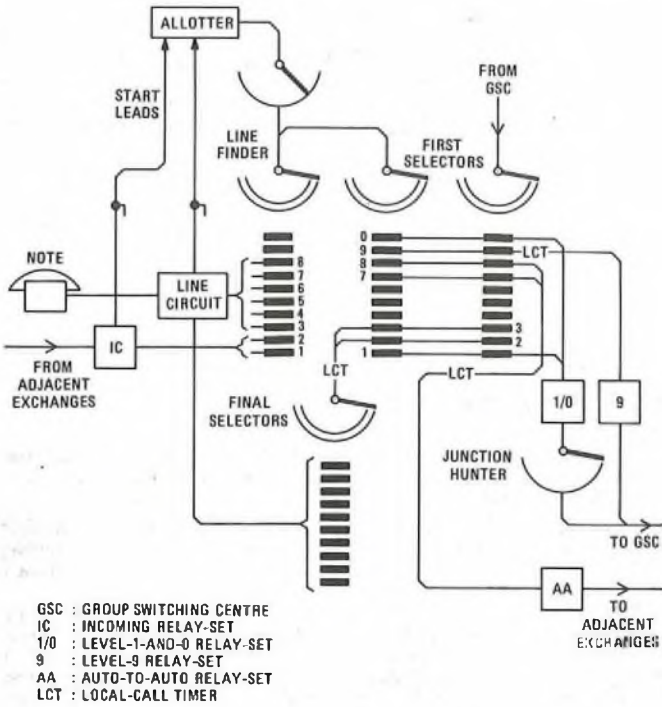 ALLOTTER
START
LEADS
FROM
GSC
LINE
FINDER
FIRST
SELECTORS
NOTE
LINE
CIRCUIT
8
7
6
5
4
3
2
1
0
9
8
7
1
LCT
3
2
IC
FROM
ADJACENT
EXCHANGES
LCT
LCT
FINAL
SELECTORS
1/0
9
JUNCTION
HUNTER
TO GSC
AA
TO
ADJACENT
EXCHANGES
GSC : GROUP SWITCHING CENTRE
IC : INCOMING RELAY-SET
1/0 : LEVEL-1-AND-0 RELAY-SET
9 : LEVEL-9 RELAY-SET
AA : AUTO-TO-AUTO RELAY-SET
LCT : LOCAL-CALL TIMER